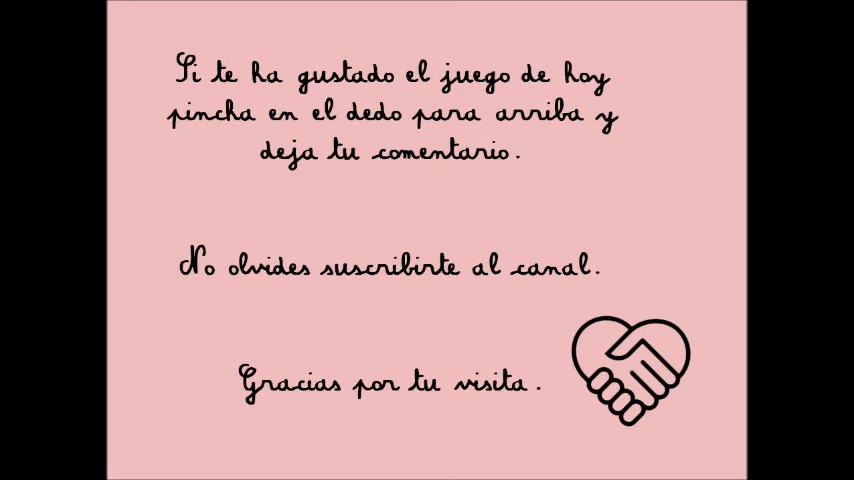 Si te ha gustado el juego de hoy
pincha en el dedo para arriba y
deja tu comentario.
No olvides suscribirte al canal.
Gracias por tu visita.